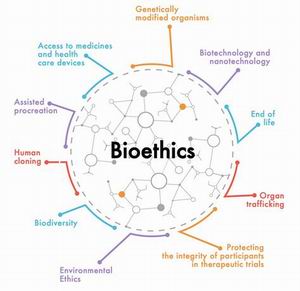 Genetically
modified organisms
Access to medicines
and health
care devices
Biotechnology and
nanotechnology
Assisted
procreation
End of
life
Bioethics
Human
cloning
Organ
trafficking
Biodiversity
Protecting
the integrity of participants
in therapeutic trials
Environmental
Ethics